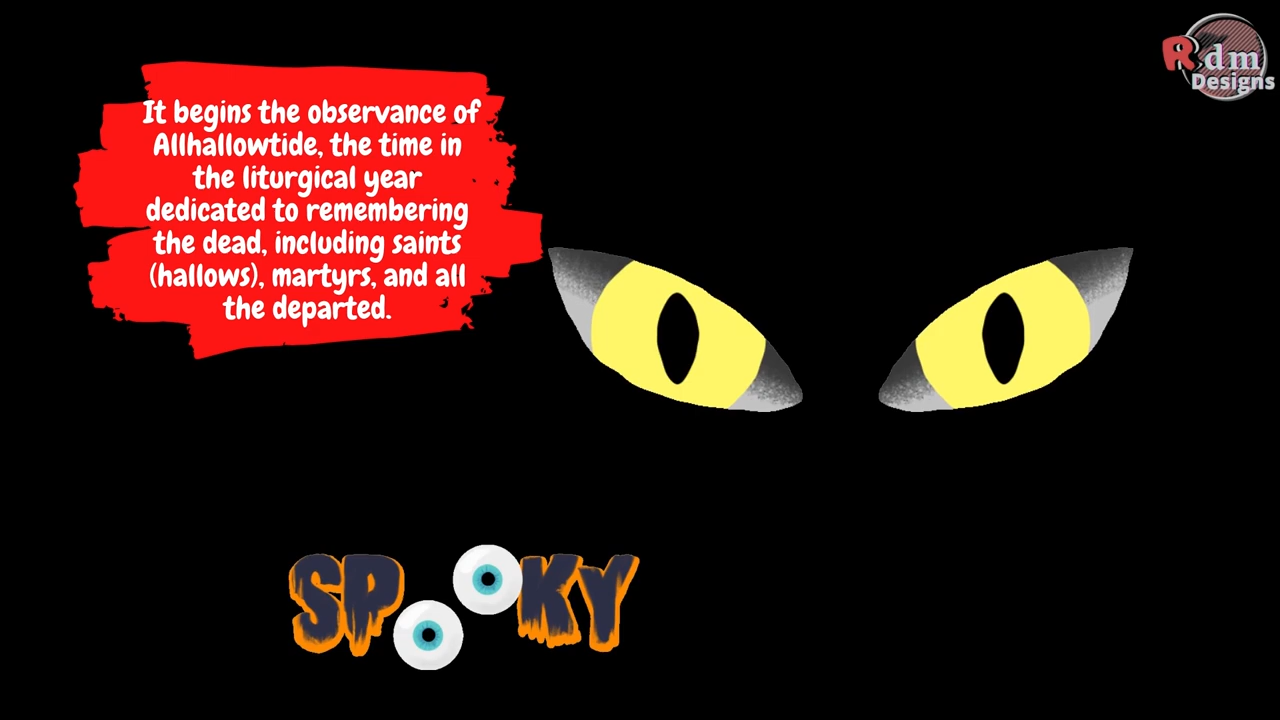 It begins the observance of
Allhallowtide, the time in
the liturgical year
dedicated to remembering
the dead, including saints
(hallows), martyrs, and all
the departed.
Rdm
Designs
SPOOKY